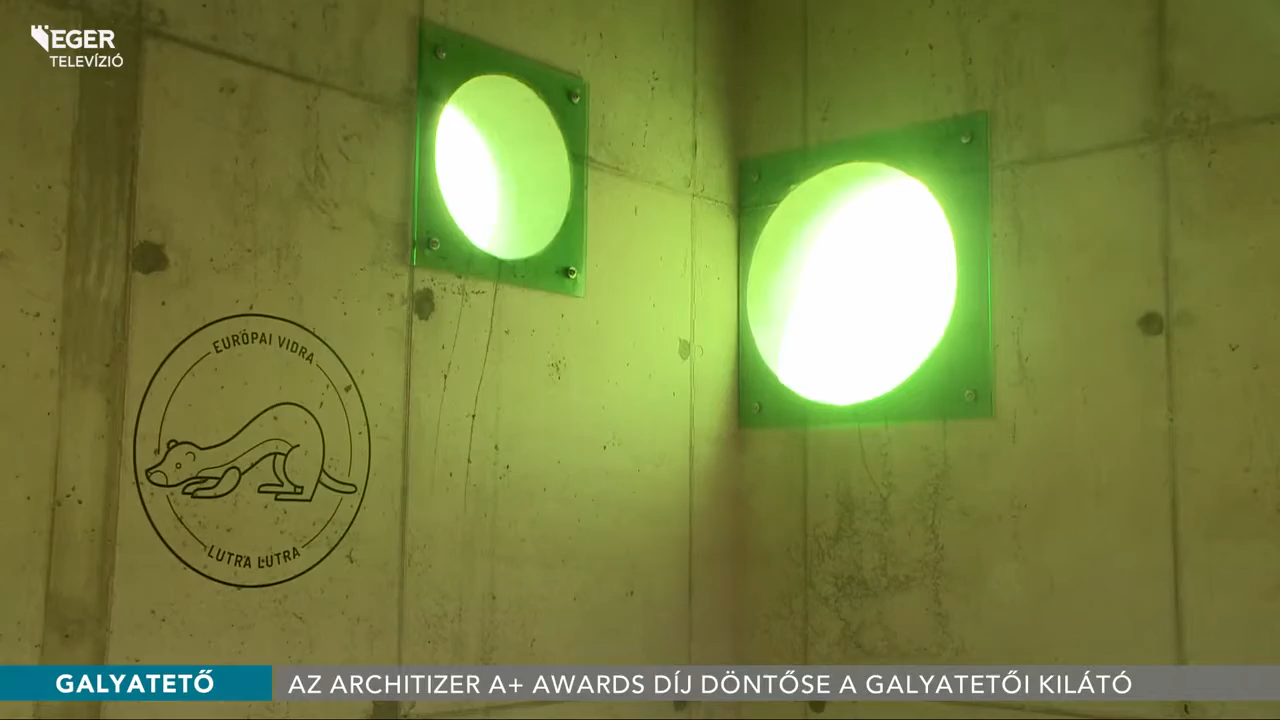 EGER
TELEVÍZIÓ
EURÓPAI VIDRA
LUTRA LUTRA
GALYATETŐ
AZ ARCHITIZER A+ AWARDS DÍJ DÖNTŐSE A GALYATETŐI KILÁTÓ